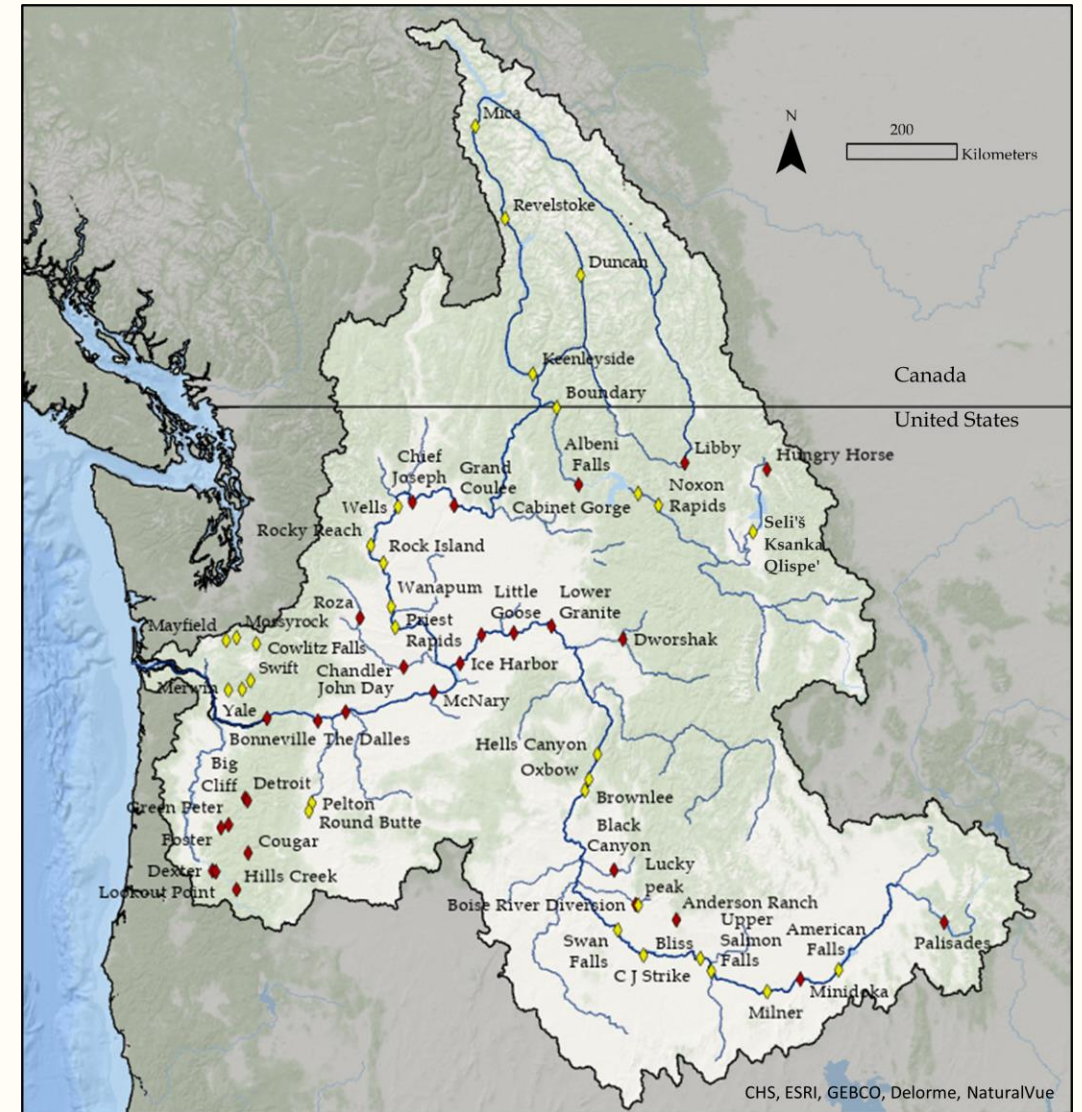 Mica
N
200
Kilometers
Revelstoke
Duncan
Keenleyside
Canada
Boundary
United States
Albeni
Falls
Libby
Hungry Horse
Chief
Joseph
Grand
Coulee
Noxon
Rapids
Wells
Cabinet Gorge
Seli'š
Ksanka
Qlispe'
Rocky Reach
Rock Island
Wanapum
Little
Goose
Lower
Granite
Roza
Priest
Rapids
Mayfield
Mossyrock
Cowlitz Falls
Dworshak
Swift
Chandler
Ice Harbor
Merwin
John Day
McNary
Yale
Bonneville
The Dalles
Hells Canyon
Big
Cliff
Detroit
Oxbow
Green Peter
Pelton
Brownlee
Round Butte
Black
Canyon
Foster
Cougar
Lucky
peak
Dexter
Hills Creek
Lookout Point
Boise River Diversion
Anderson Ranch
Swan
Falls
Bliss
Upper
Salmon
Falls
American
Falls
Palisades
C J Strike
Minidoka
Milner
CHS, ESRI, GEBCO, Delorme, NaturalVue